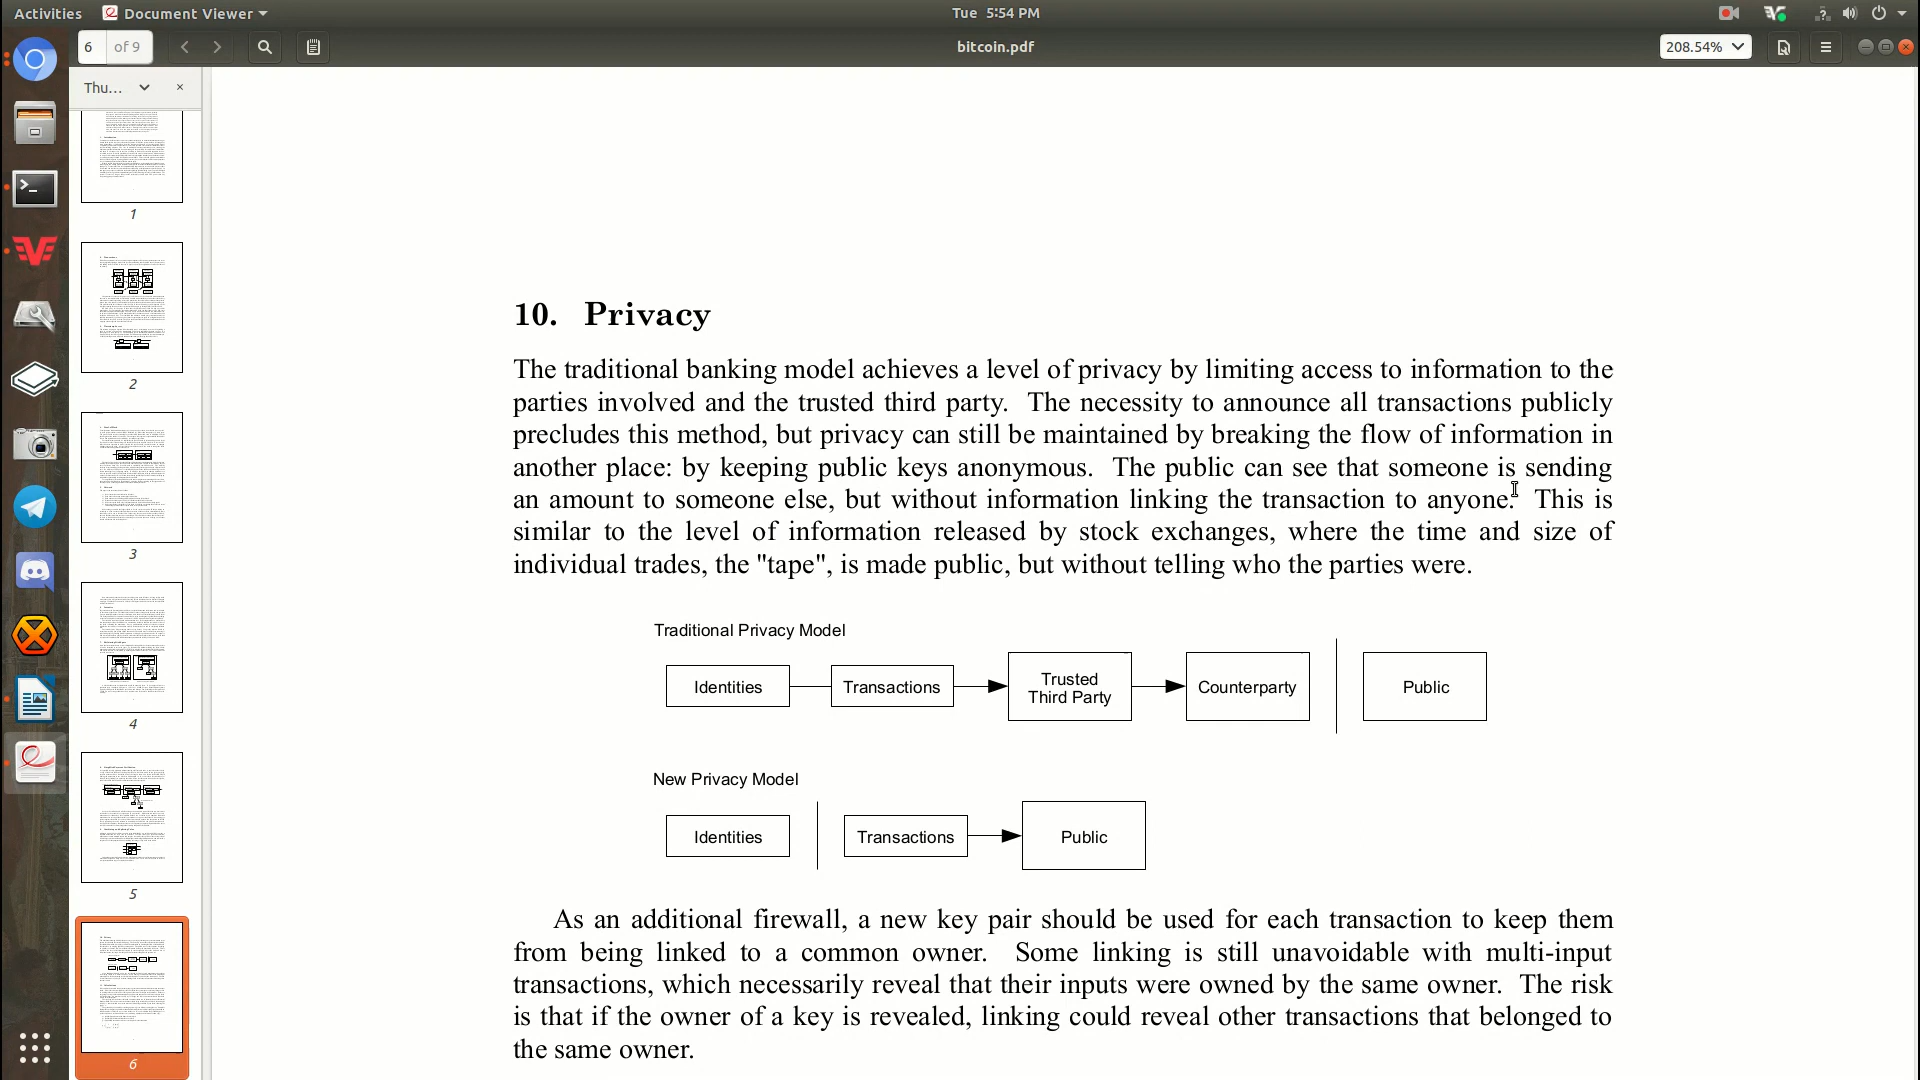 Activities Document Viewer Tue 5:54 PM
6 of 9 bitcoin.pdf 208.54%
Thu...
1
2
3
4
5
6
10. Privacy
The traditional banking model achieves a level of privacy by limiting access to information to the
parties involved and the trusted third party. The necessity to announce all transactions publicly
precludes this method, but privacy can still be maintained by breaking the flow of information in
another place: by keeping public keys anonymous. The public can see that someone is sending
an amount to someone else, but without information linking the transaction to anyone. This is
similar to the level of information released by stock exchanges, where the time and size of
individual trades, the "tape", is made public, but without telling who the parties were.
Traditional Privacy Model
Identities Transactions Trusted Third Party Counterparty Public
New Privacy Model
Identities Transactions Public
As an additional firewall, a new key pair should be used for each transaction to keep them
from being linked to a common owner. Some linking is still unavoidable with multi-input
transactions, which necessarily reveal that their inputs were owned by the same owner. The risk
is that if the owner of a key is revealed, linking could reveal other transactions that belonged to
the same owner.